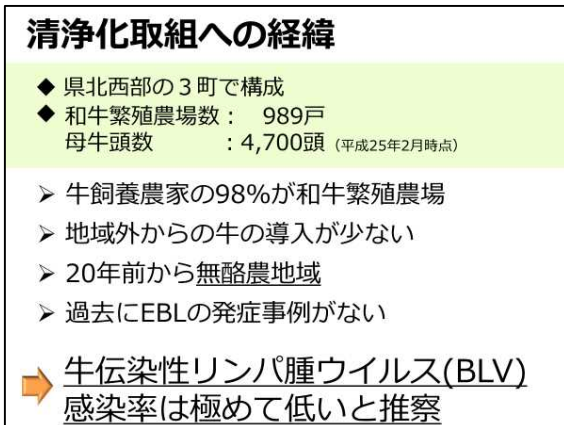 清浄化取組への経緯
◆ 県北西部の3町で構成
◆ 和牛繁殖農場数： 989戸
母牛頭数 ：4,700頭 (平成25年2月時点)
➢ 牛飼養農家の98%が和牛繁殖農場
➢ 地域外からの牛の導入が少ない
➢ 20年前から無酪農地域
➢ 過去にEBLの発症事例がない
牛伝染性リンパ腫ウイルス(BLV)
感染率は極めて低いと推察